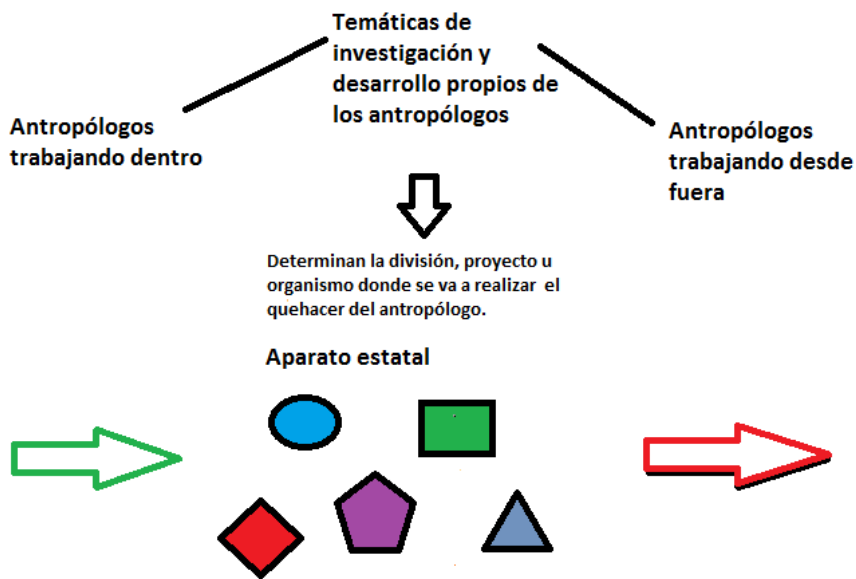 Temáticas de
investigación y
desarrollo propios de
los antropólogos
Antropólogos
trabajando dentro
Antropólogos
trabajando desde
fuera
Determinan la división, proyecto u
organismo donde se va a realizar el
quehacer del antropólogo.
Aparato estatal